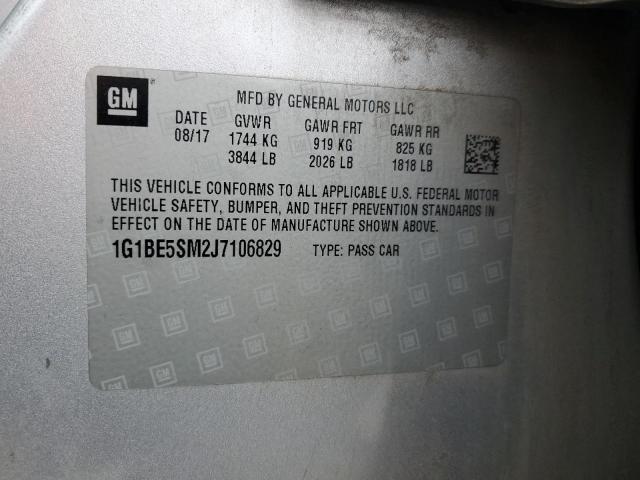 GM
MFD BY GENERAL MOTORS LLC
DATE GVWR GAWR FRT GAWR RR
08/17 1744 KG 919 KG 825 KG
3844 LB 2026 LB 1818 LB
THIS VEHICLE CONFORMS TO ALL APPLICABLE U.S. FEDERAL MOTOR
VEHICLE SAFETY, BUMPER, AND THEFT PREVENTION STANDARDS IN
EFFECT ON THE DATE OF MANUFACTURE SHOWN ABOVE.
1G1BE5SM2J7106829 TYPE: PASS CAR